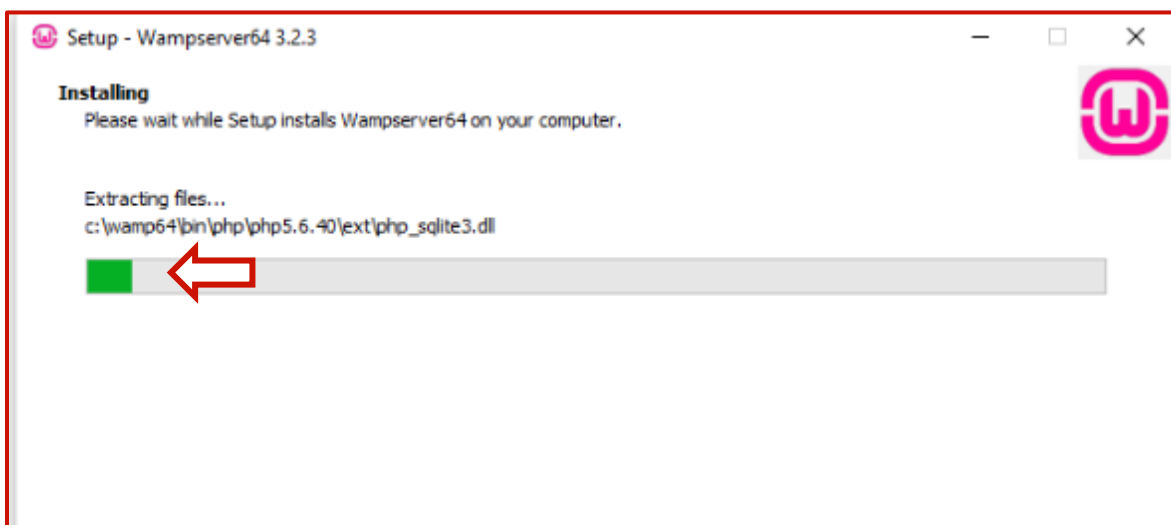 Setup - Wampserver64 3.2.3
Installing
Please wait while Setup installs Wampserver64 on your computer.
Extracting files...
c:\wamp64\bin\php\php5.6.40\ext\php_sqlite3.dll